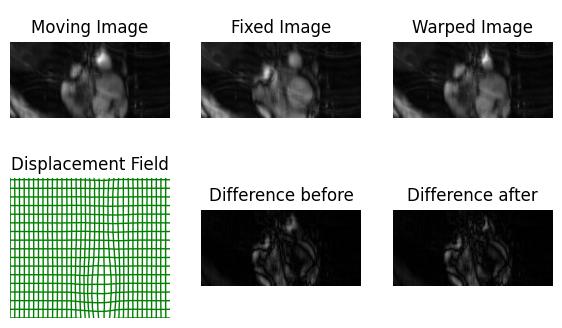 Moving Image
Fixed Image
Warped Image
Displacement Field
Difference before
Difference after